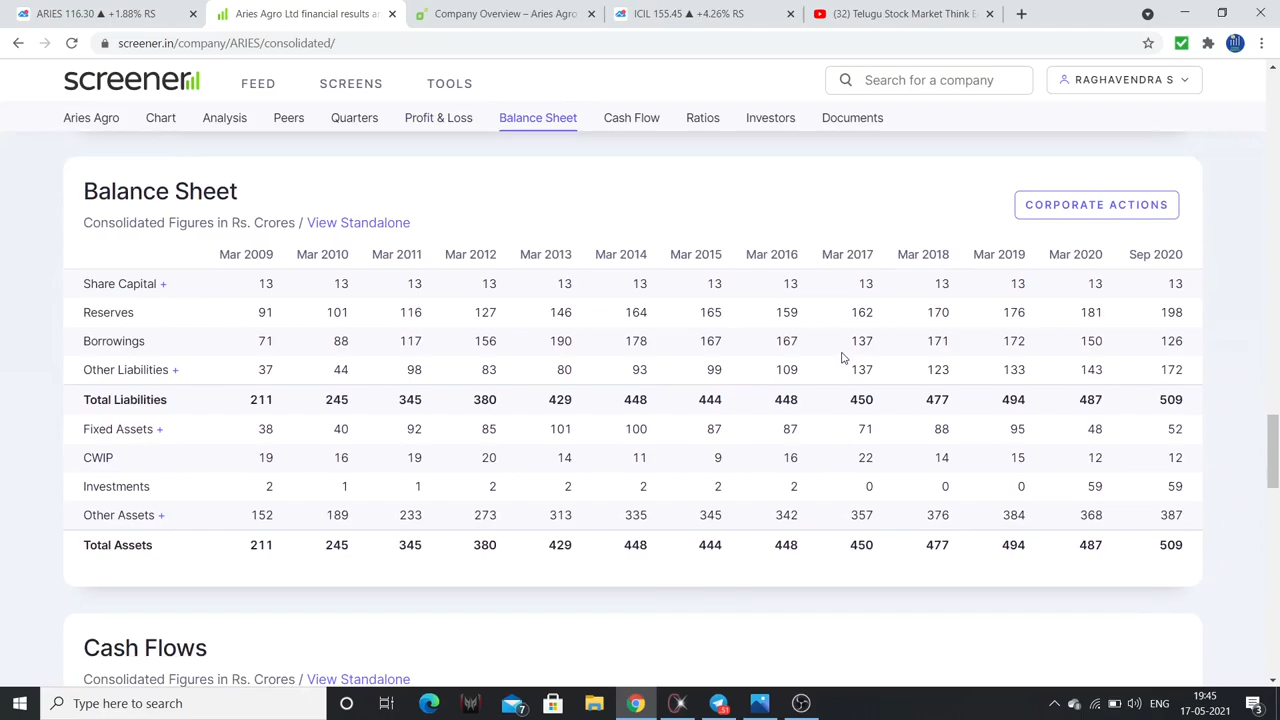 ARIES 116.30 ▲ +1.88% RS
Aries Agro Ltd financial results a
Company Overview – Aries Agro
ICIL 155.45 ▲ +4.23% RS
(32) Telugu Stock Market Think B
screener.in/company/ARIES/consolidated/
screener
FEED SCREENS TOOLS
Search for a company
RAGHAVENDRA S
Aries Agro Chart Analysis Peers Quarters Profit & Loss Balance Sheet Cash Flow Ratios Investors Documents
Balance Sheet
CORPORATE ACTIONS
Consolidated Figures in Rs. Crores / View Standalone
Mar 2009 Mar 2010 Mar 2011 Mar 2012 Mar 2013 Mar 2014 Mar 2015 Mar 2016 Mar 2017 Mar 2018 Mar 2019 Mar 2020 Sep 2020
Share Capital + 13 13 13 13 13 13 13 13 13 13 13 13 13
Reserves 91 101 116 127 146 164 165 159 162 170 176 181 198
Borrowings 71 88 117 156 190 178 167 167 137 171 172 150 126
Other Liabilities + 37 44 98 83 80 93 99 109 137 123 133 143 172
Total Liabilities 211 245 345 380 429 448 444 448 450 477 494 487 509
Fixed Assets + 38 40 92 85 101 100 87 87 71 88 95 48 52
CWIP 19 16 19 20 14 11 9 16 22 14 15 12 12
Investments 2 1 1 2 2 2 2 2 0 0 0 59 59
Other Assets + 152 189 233 273 313 335 345 342 357 376 384 368 387
Total Assets 211 245 345 380 429 448 444 448 450 477 494 487 509
Cash Flows
Consolidated Figures in Rs. Crores / View Standalone
Type here to search
7
51
ENG
19:45
17-05-2021
3